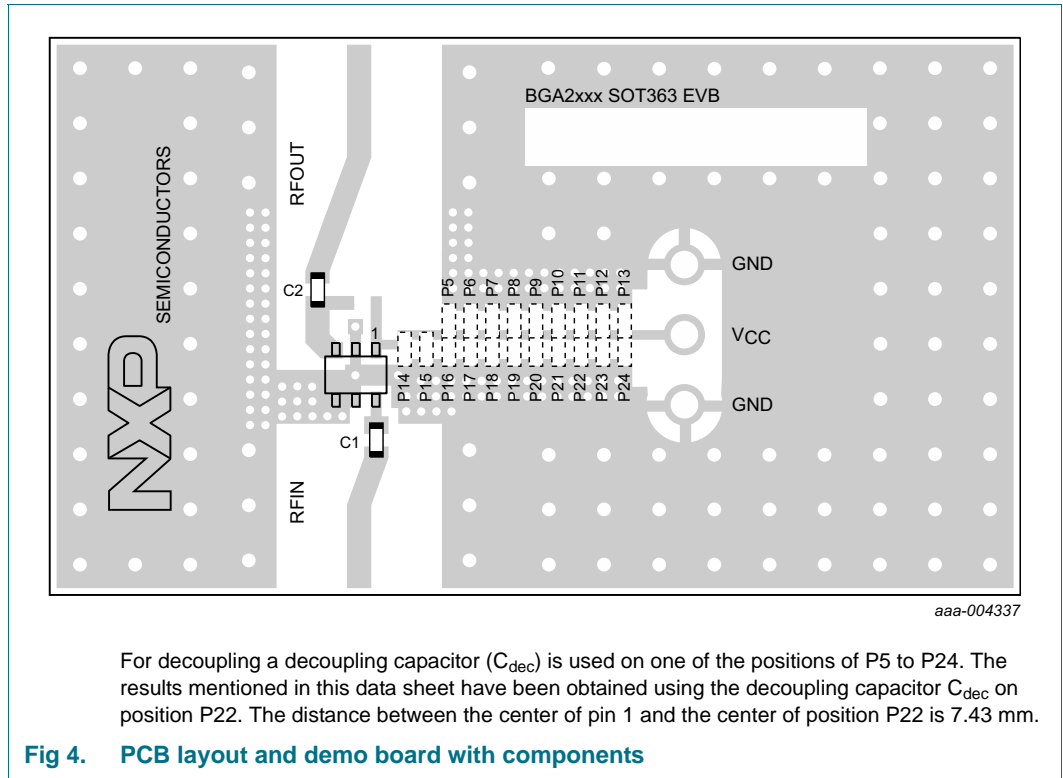 BGA2xxx SOT363 EVB
NXP
SEMICONDUCTORS
RFOUT
C2
1
P5 P6 P7 P8 P9 P10 P11 P12 P13
GND
VCC
P14 P15 P16 P17 P18 P19 P20 P21 P22 P23 P24
GND
C1
RFIN
aaa-004337
For decoupling a decoupling capacitor (Cdec) is used on one of the positions of P5 to P24. The
results mentioned in this data sheet have been obtained using the decoupling capacitor Cdec on
position P22. The distance between the center of pin 1 and the center of position P22 is 7.43 mm.
Fig 4. PCB layout and demo board with components